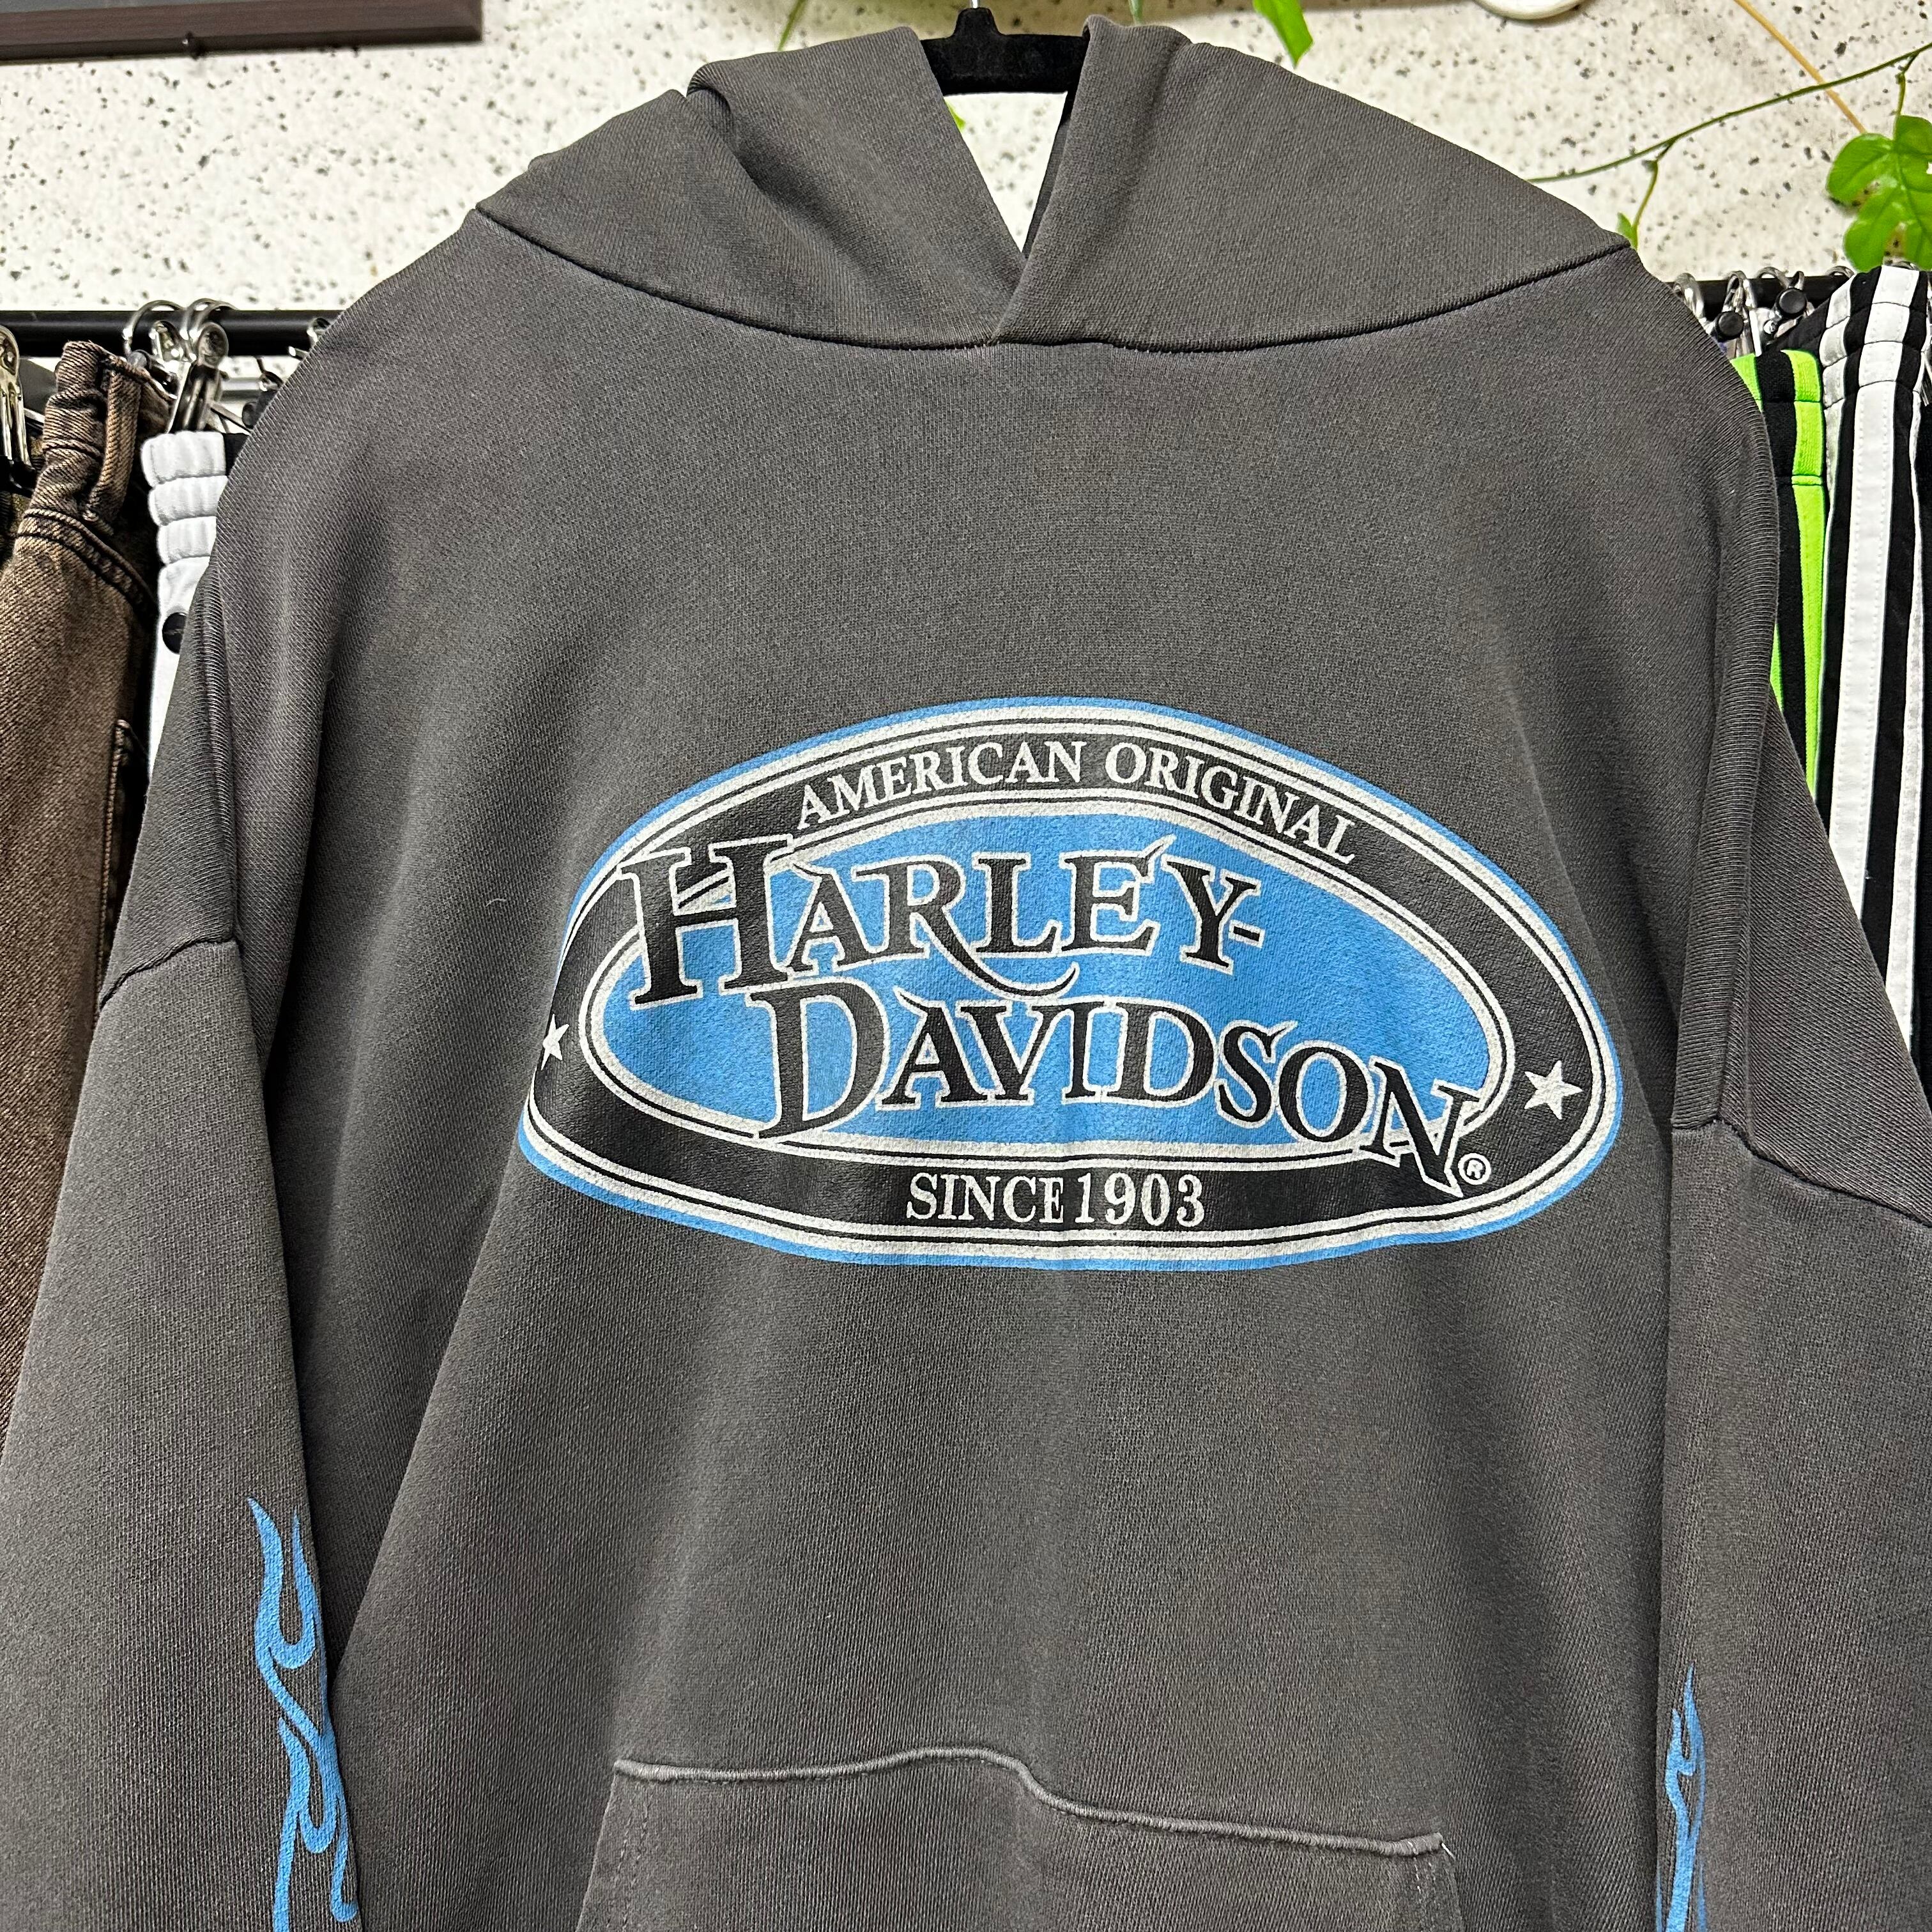 AMERICAN ORIGINAL
HARLEY-
DAVIDSON®
SINCE 1903